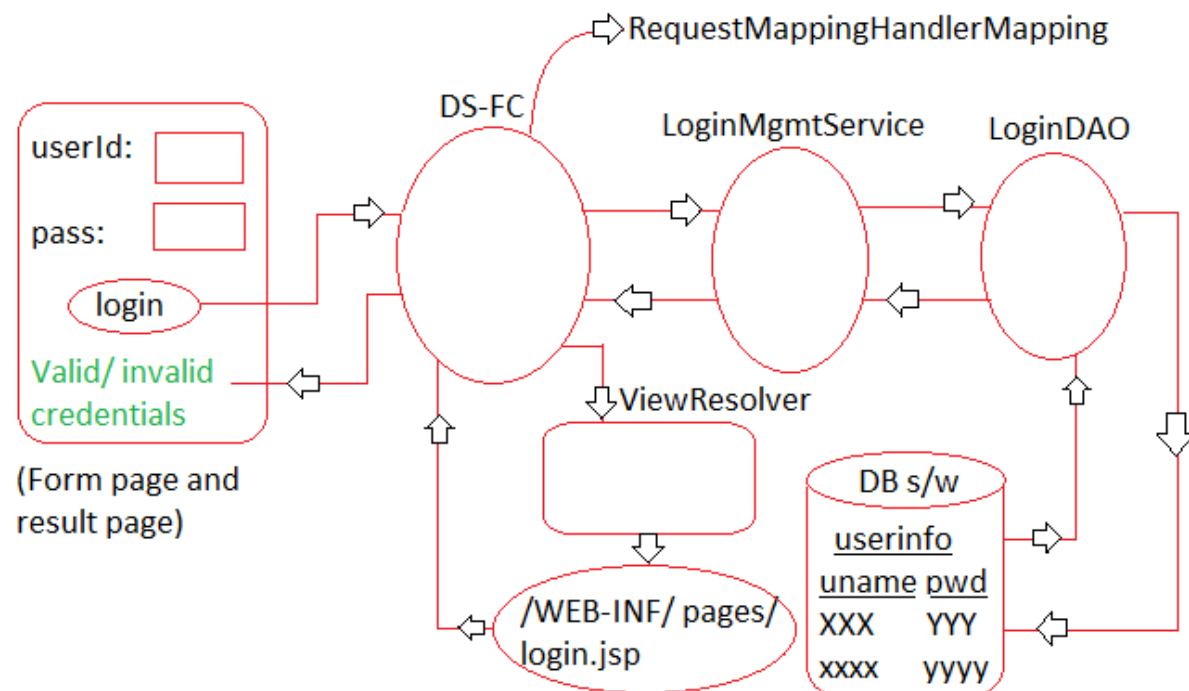 RequestMappingHandlerMapping
DS-FC
LoginMgmtService
LoginDAO
userId:
pass:
login
Valid/ invalid
credentials
(Form page and
result page)
ViewResolver
/WEB-INF/ pages/
login.jsp
DB s/w
userinfo
uname pwd
XXX YYY
xxxx yyyy